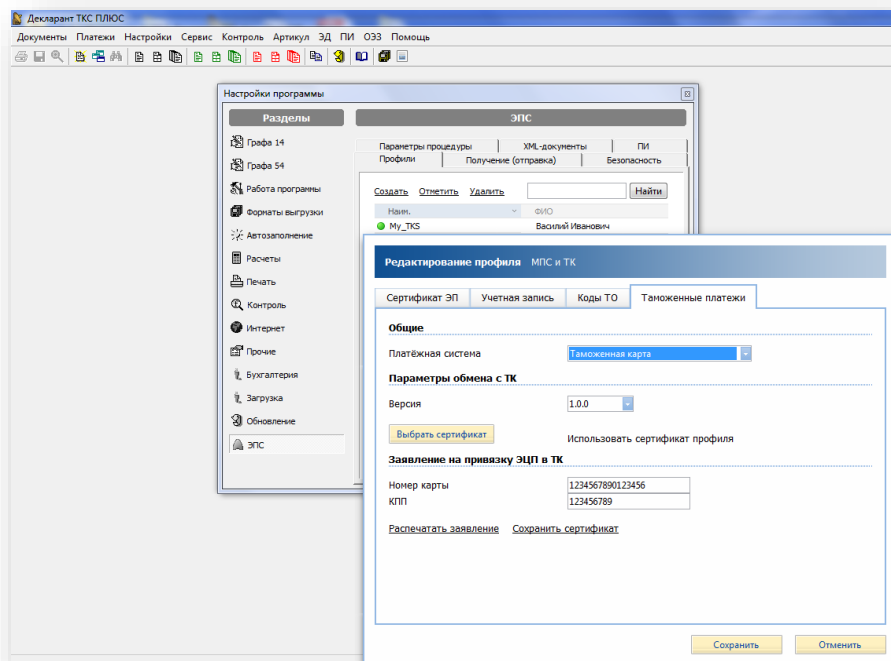 Декларант ТКС ПЛЮС
Документы Платежи Настройки Сервис Контроль Артикул ЭД ПИ ОЭЗ Помощь
Настройки программы
Разделы
ЭПС
Графа 14
Графа 54
Работа программы
Форматы выгрузки
Автозаполнение
Расчеты
Печать
Контроль
Интернет
Прочие
Бухгалтерия
Загрузка
Обновление
ЭПС
Параметры процедуры XML-документы ПИ
Профили Получение (отправка) Безопасность
Создать Отметить Удалить Найти
Наим. ФИО
My_TKS Василий Иванович
Редактирование профиля МПС и ТК
Сертификат ЭП Учетная запись Коды ТО Таможенные платежи
Общие
Платёжная система Таможенная карта
Параметры обмена с ТК
Версия 1.0.0
Выбрать сертификат Использовать сертификат профиля
Заявление на привязку ЭЦП в ТК
Номер карты 1234567890123456
КПП 123456789
Распечатать заявление Сохранить сертификат
Сохранить Отменить